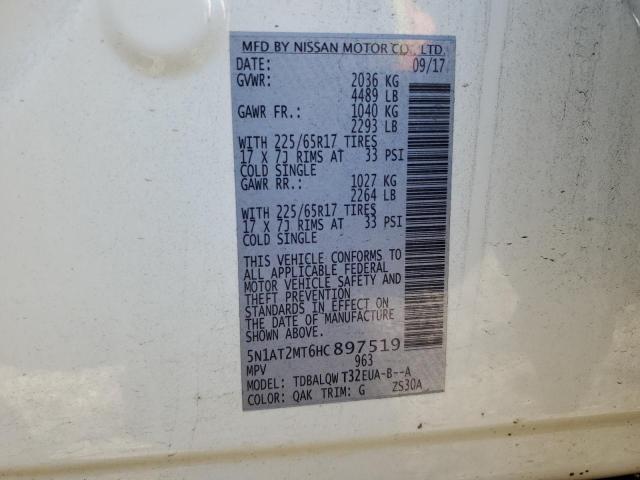 MFD BY NISSAN MOTOR CO., LTD.
DATE: 09/17
GVWR: 2036 KG
4489 LB
GAWR FR.: 1040 KG
2293 LB
WITH 225/65R17 TIRES
17 X 7J RIMS AT 33 PSI
COLD SINGLE
GAWR RR.: 1027 KG
2264 LB
WITH 225/65R17 TIRES
17 X 7J RIMS AT 33 PSI
COLD SINGLE
THIS VEHICLE CONFORMS TO
ALL APPLICABLE FEDERAL
MOTOR VEHICLE SAFETY AND
THEFT PREVENTION
STANDARDS IN EFFECT ON
THE DATE OF MANUFACTURE
SHOWN ABOVE.
5N1AT2MT6HC897519
MPV 963
MODEL: TDBALQW T32EUA-B--A
COLOR: QAK TRIM: G ZS30A